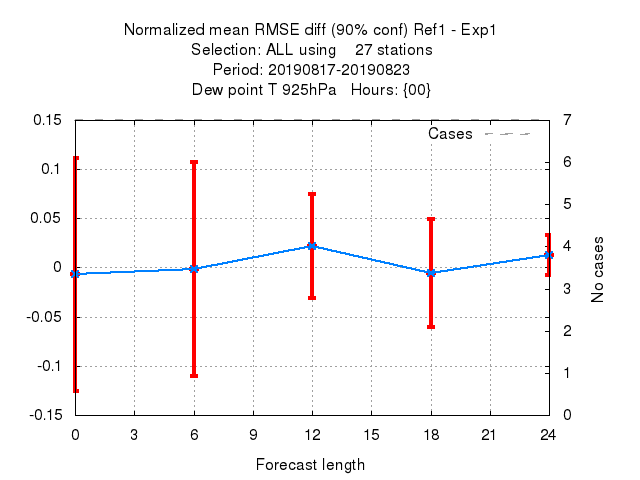 Normalized mean RMSE diff (90% conf) Ref1 - Exp1
Selection: ALL using    27 stations
Period: 20190817-20190823
Dew point T 925hPa   Hours: {00}
Cases
0.15
0.1
0.05
0
-0.05
-0.1
-0.15
7
6
5
4
3
2
1
0
No cases
0 3 6 9 12 15 18 21 24
Forecast length